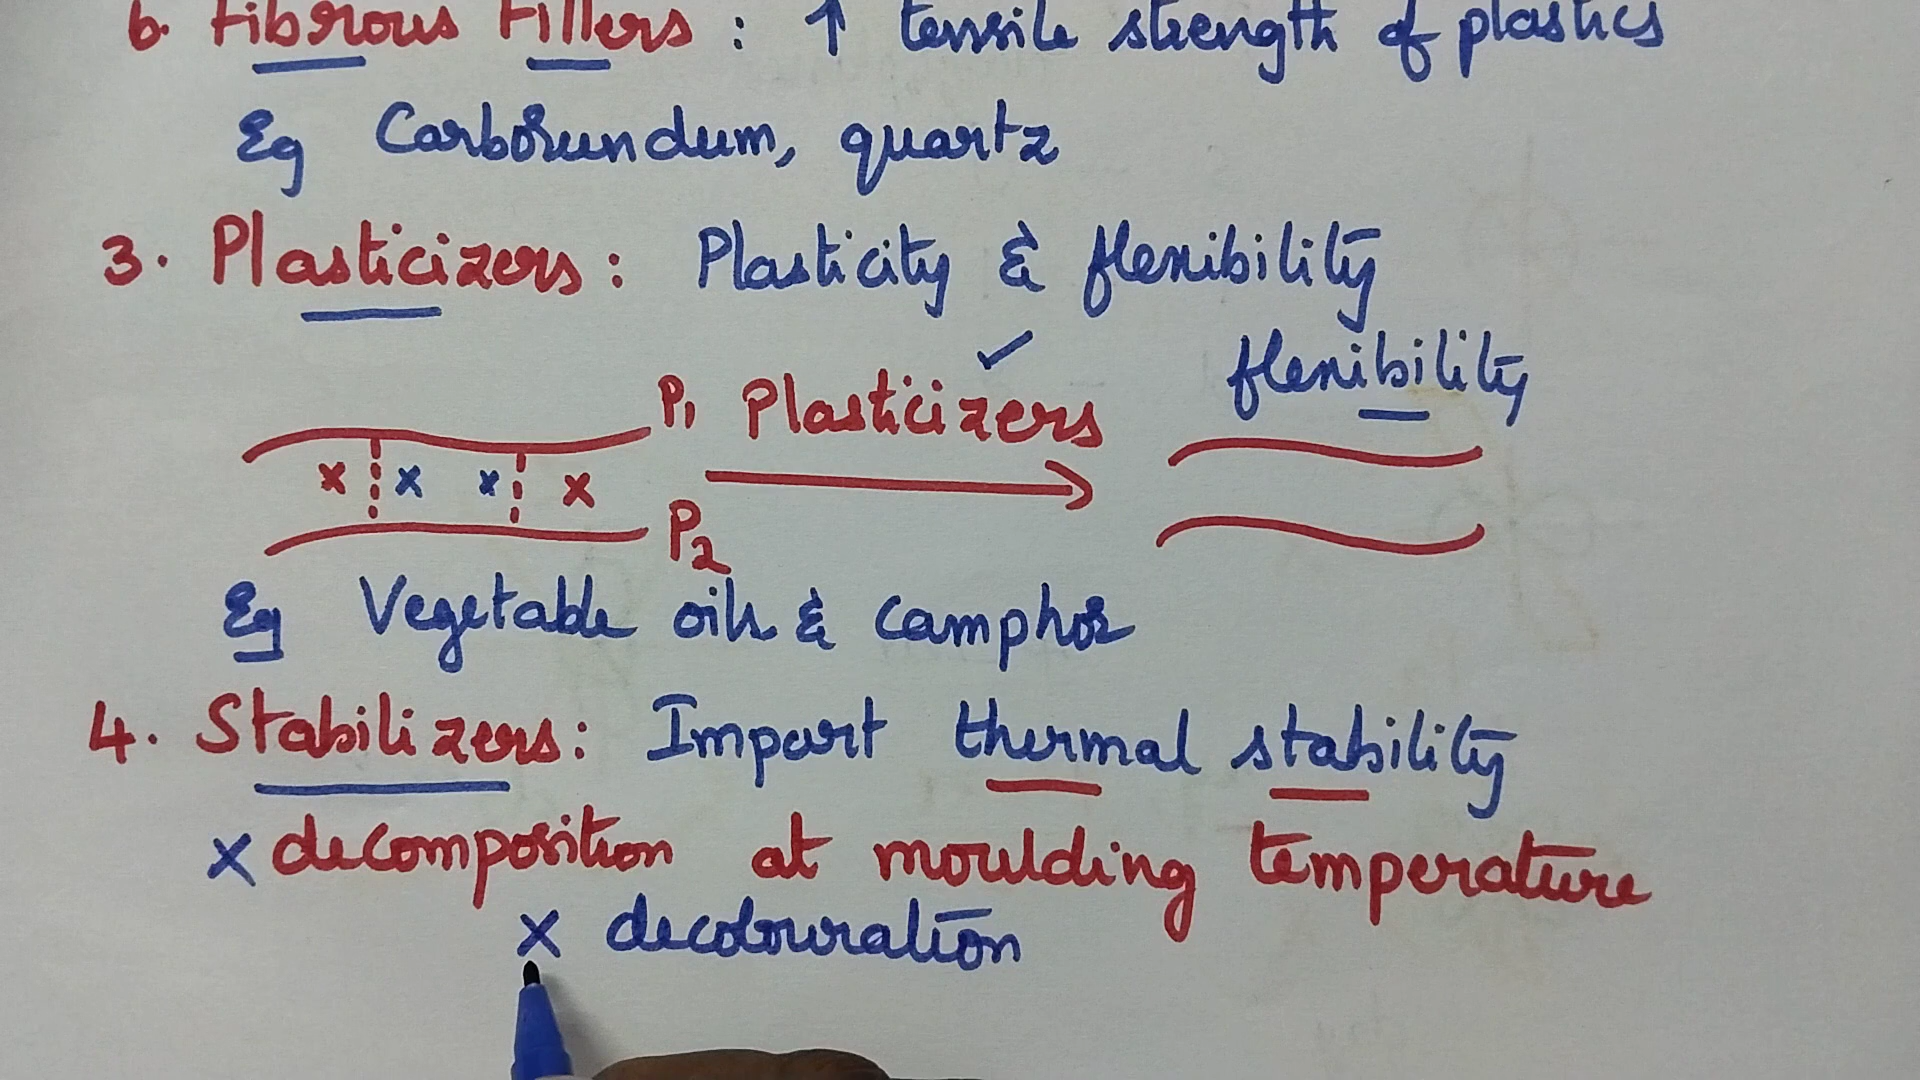 b. Fibrous Fillers : ↑ tensile strength of plastics
Eg Carborundum, quartz
3. Plasticizers : Plasticity & flexibility
flexibility
P1 Plasticizers ✓
x x x x
P2
Eg Vegetable oils & camphor
4. Stabilizers : Impart thermal stability
x decomposition at moulding temperature
x decolouration